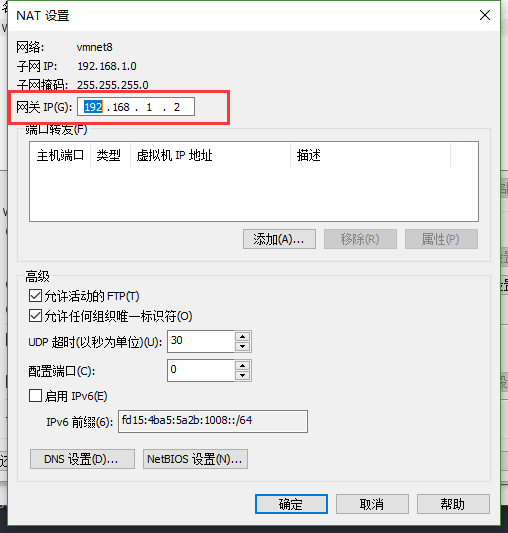 NAT 设置
网络: vmnet8
子网 IP: 192.168.1.0
子网掩码: 255.255.255.0
网关 IP(G): 192 .168 . 1 . 2
端口转发(F)
主机端口 类型 虚拟机 IP 地址 描述
添加(A)... 移除(R) 属性(P)
高级
允许活动的 FTP(T)
允许任何组织唯一标识符(O)
UDP 超时(以秒为单位)(U): 30
配置端口(C): 0
启用 IPv6(E)
IPv6 前缀(6): fd15:4ba5:5a2b:1008::/64
DNS 设置(D)... NetBIOS 设置(N)...
确定 取消 帮助